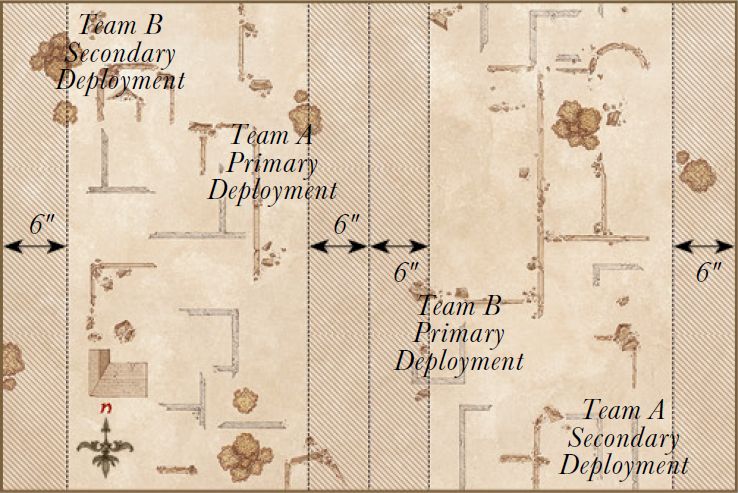 Team B
Secondary
Deployment
Team A
Primary
Deployment
6"
6"
6"
6"
Team B
Primary
Deployment
n
Team A
Secondary
Deployment